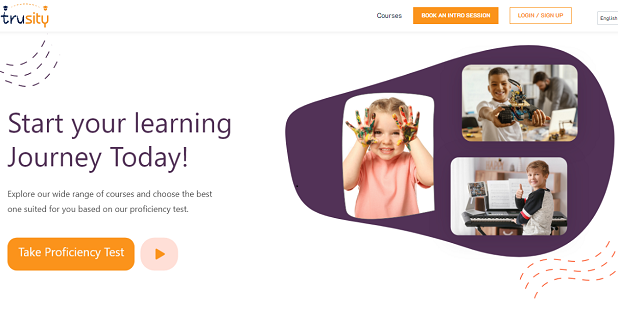 trusity
Courses
BOOK AN INTRO SESSION
LOGIN / SIGN UP
English
Start your learning
Journey Today!
Explore our wide range of courses and choose the best
one suited for you based on our proficiency test.
Take Proficiency Test